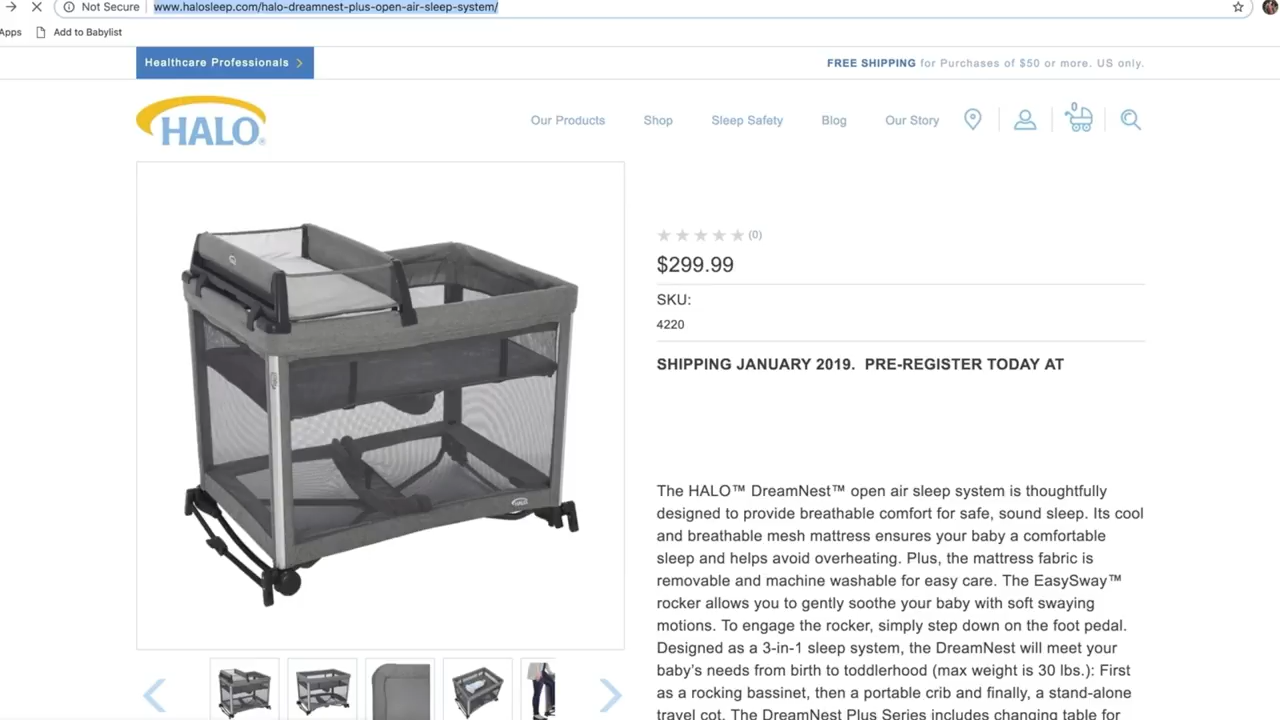 Not Secure www.halosleep.com/halo-dreamnest-plus-open-air-sleep-system/
Apps Add to Babylist
Healthcare Professionals >
FREE SHIPPING for Purchases of $50 or more. US only.
HALO®
Our Products Shop Sleep Safety Blog Our Story 0
(0)
$299.99
SKU:
4220
SHIPPING JANUARY 2019. PRE-REGISTER TODAY AT
The HALO™ DreamNest™ open air sleep system is thoughtfully
designed to provide breathable comfort for safe, sound sleep. Its cool
and breathable mesh mattress ensures your baby a comfortable
sleep and helps avoid overheating. Plus, the mattress fabric is
removable and machine washable for easy care. The EasySway™
rocker allows you to gently soothe your baby with soft swaying
motions. To engage the rocker, simply step down on the foot pedal.
Designed as a 3-in-1 sleep system, the DreamNest will meet your
baby's needs from birth to toddlerhood (max weight is 30 lbs.): First
as a rocking bassinet, then a portable crib and finally, a stand-alone
travel cot. The DreamNest Plus Series includes changing table for
HALO